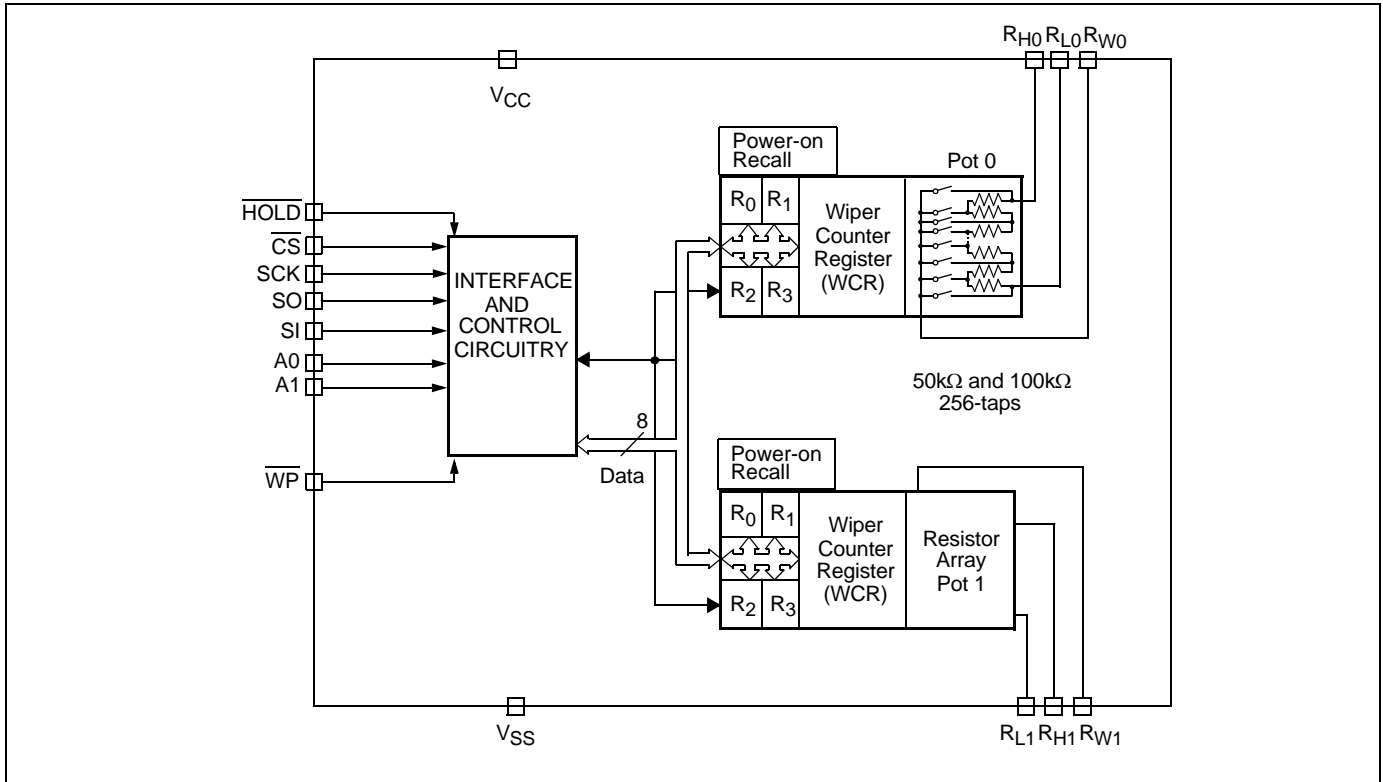 RH0 RL0 RW0
VCC
Power-on
Recall
Pot 0
R0 R1
R2 R3
Wiper
Counter
Register
(WCR)
HOLD
CS
SCK
SO
SI
A0
A1
WP
INTERFACE
AND
CONTROL
CIRCUITRY
50kΩ and 100kΩ
256-taps
8
Data
Power-on
Recall
R0 R1
R2 R3
Wiper
Counter
Register
(WCR)
Resistor
Array
Pot 1
VSS
RL1 RH1 RW1